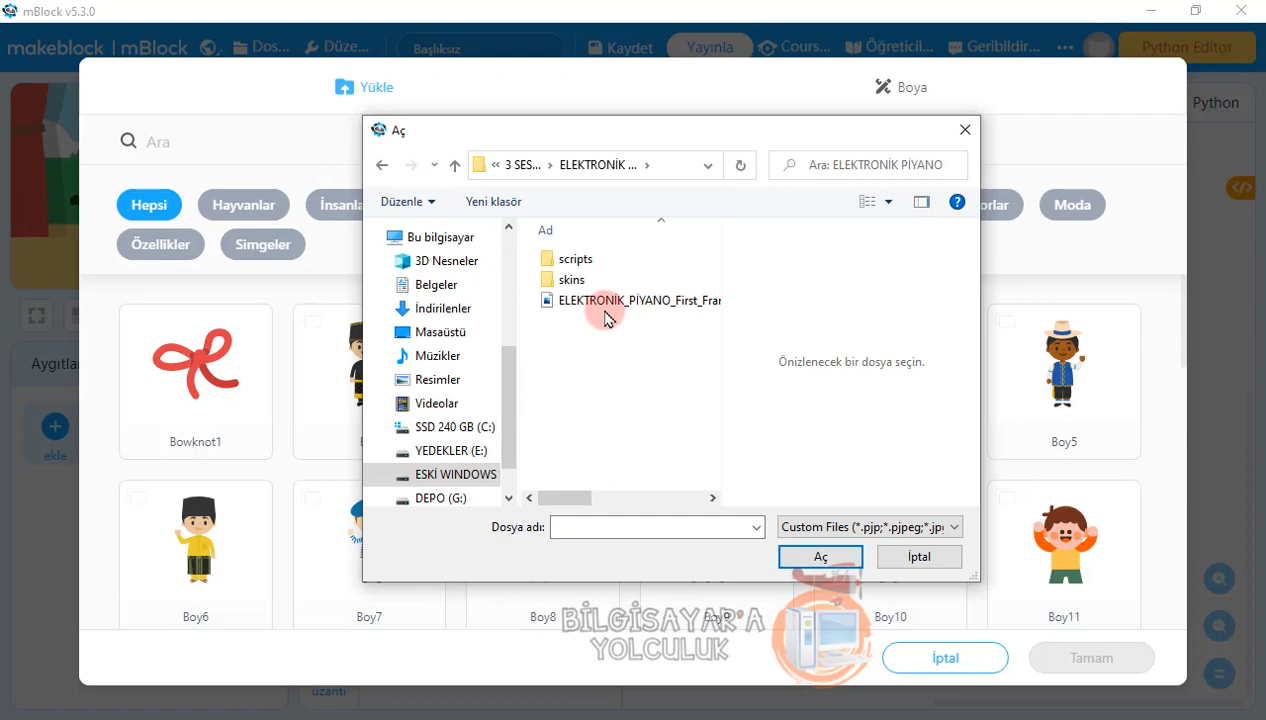 mBlock v5.3.0
makeblock | mBlock Dos... Düze... Başlıksız Kaydet Yayınla Cours... Öğreticil... Geribildir... Python Editor
Yükle Boya
Python
Aç
Ara
<< 3 SES... > ELEKTRONİK ... > Ara: ELEKTRONİK PİYANO
Hepsi Hayvanlar İnsanla orlar Moda
Düzenle Yeni klasör
Özellikler Simgeler
Ad
Bu bilgisayar
3D Nesneler
Belgeler
İndirilenler
Masaüstü
Müzikler
Resimler
Videolar
SSD 240 GB (C:)
YEDEKLER (E:)
ESKİ WINDOWS
DEPO (G:)
scripts
skins
ELEKTRONİK_PİYANO_First_Frar
Önizlenecek bir dosya seçin.
Aygıtla
ekle
Bowknot1 Boy5
Dosya adı: Custom Files (*.pjp;*.pjpeg;*.jp
Aç İptal
Boy6 Boy7 Boy8 Boy9 Boy10 Boy11
BİLGİSAYAR'A
YOLCULUK
İptal Tamam
uzantı